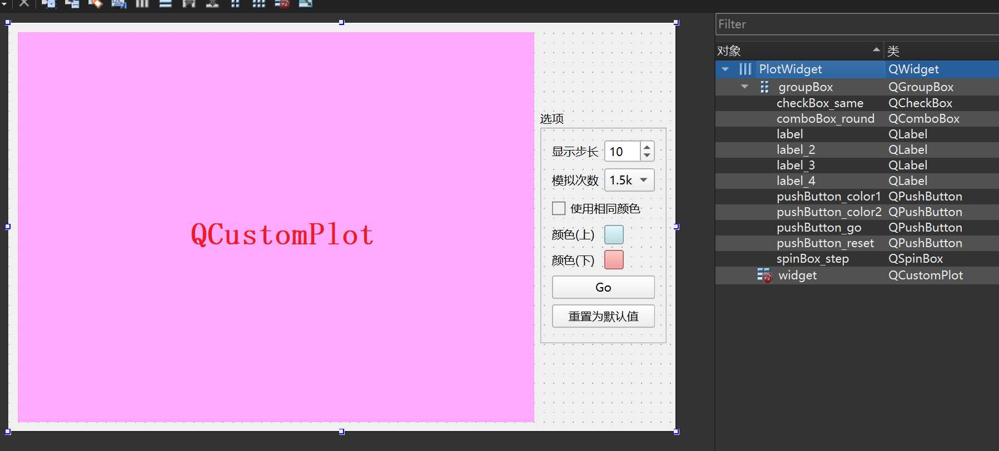 QCustomPlot
选项
显示步长 10
模拟次数 1.5k
使用相同颜色
颜色(上)
颜色(下)
Go
重置为默认值
Filter
对象 类
PlotWidget QWidget
groupBox QGroupBox
checkBox_same QCheckBox
comboBox_round QComboBox
label QLabel
label_2 QLabel
label_3 QLabel
label_4 QLabel
pushButton_color1 QPushButton
pushButton_color2 QPushButton
pushButton_go QPushButton
pushButton_reset QPushButton
spinBox_step QSpinBox
widget QCustomPlot